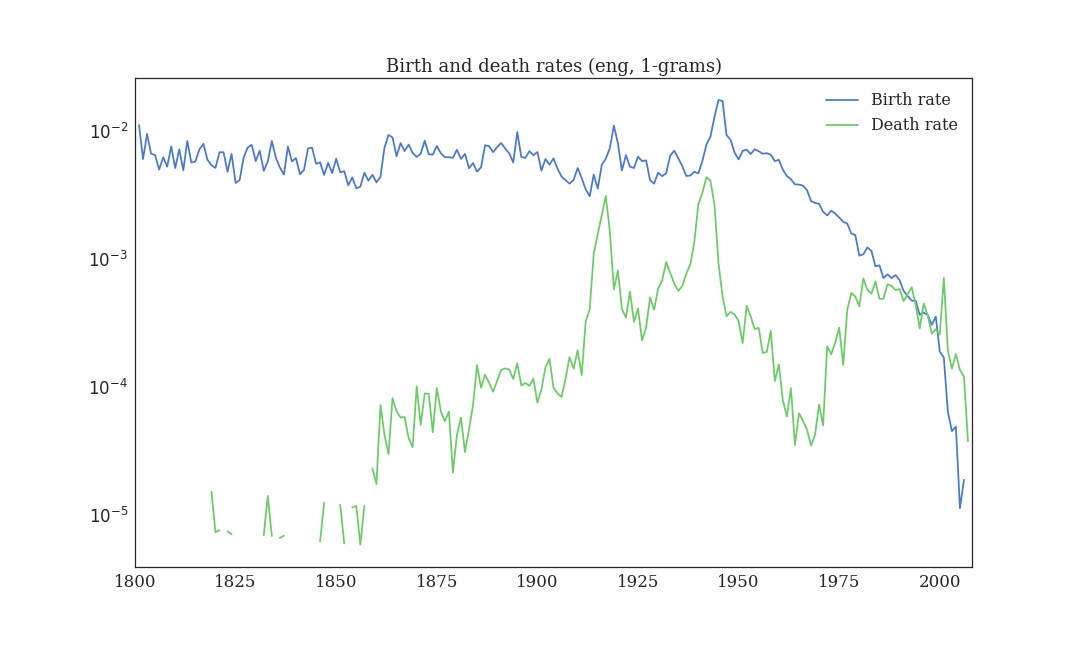 Birth and death rates (eng, 1-grams)
Birth rate
Death rate
10⁻²
10⁻³
10⁻⁴
10⁻⁵
1800 1825 1850 1875 1900 1925 1950 1975 2000